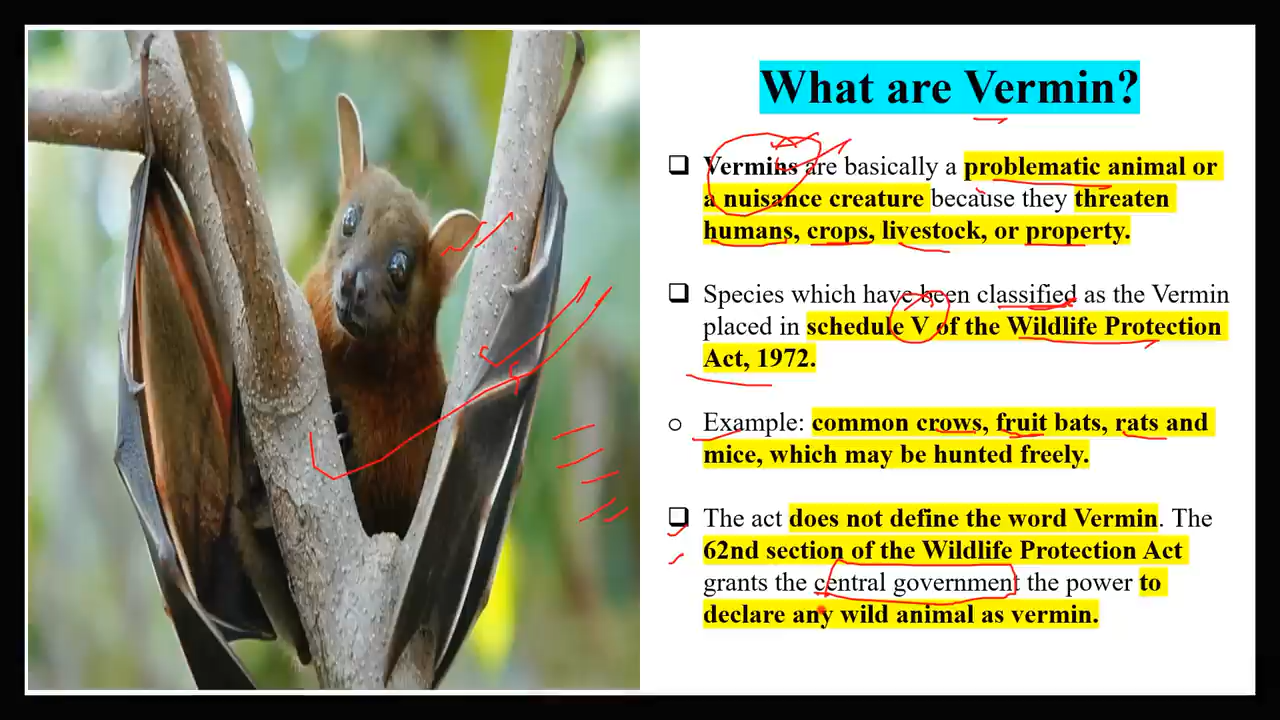 What are Vermin?
Vermins are basically a problematic animal or
a nuisance creature because they threaten
humans, crops, livestock, or property.
Species which have been classified as the Vermin
placed in schedule V of the Wildlife Protection
Act, 1972.
Example: common crows, fruit bats, rats and
mice, which may be hunted freely.
The act does not define the word Vermin. The
62nd section of the Wildlife Protection Act
grants the central government the power to
declare any wild animal as vermin.